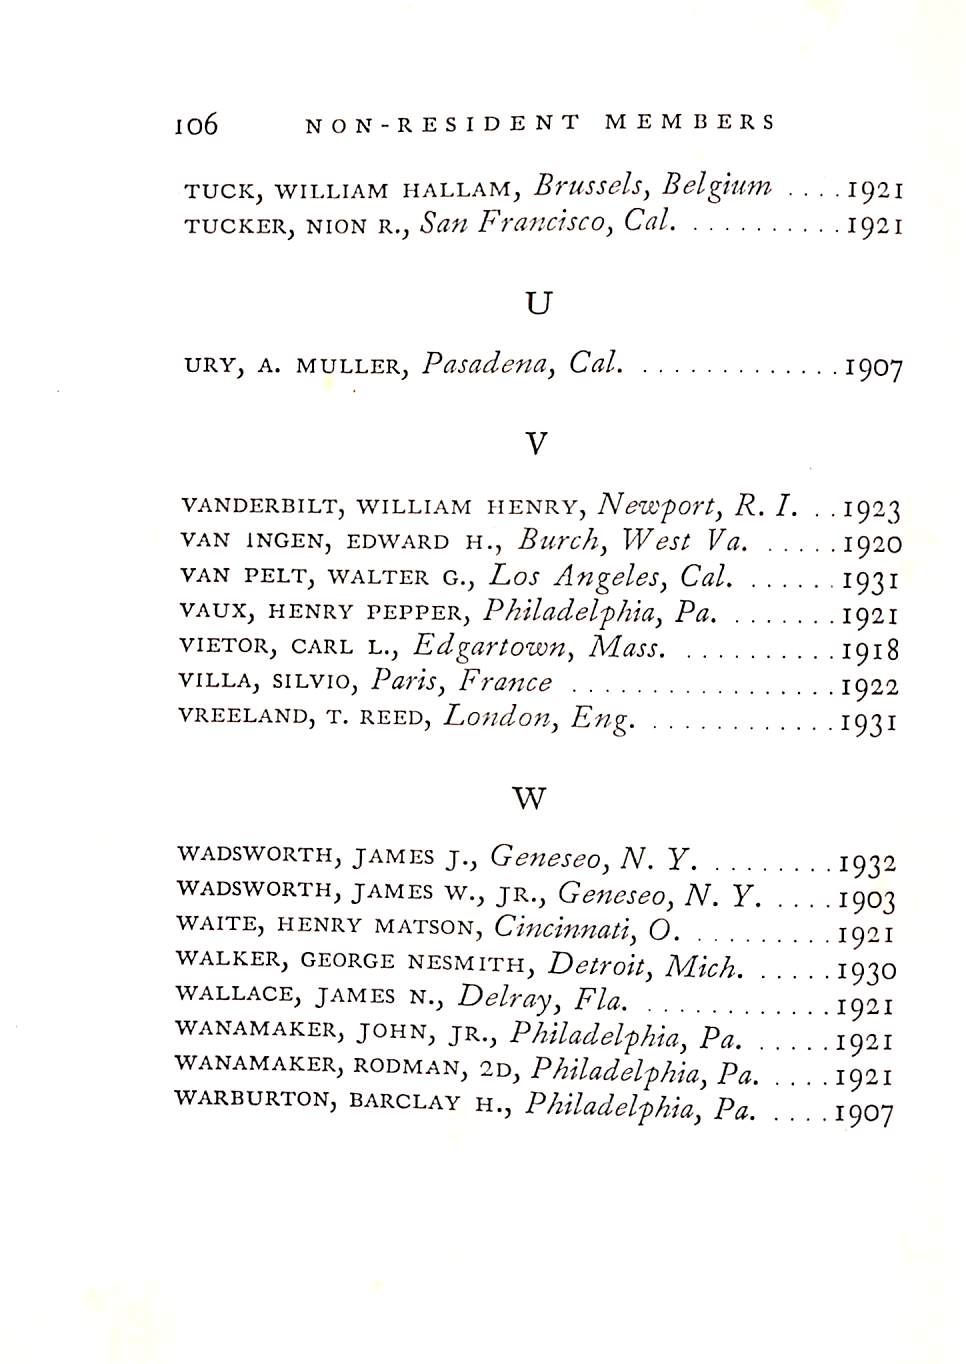 106 NON-RESIDENT MEMBERS
TUCK, WILLIAM HALLAM, Brussels, Belgium ....1921
TUCKER, NION R., San Francisco, Cal. ..........1921
U
URY, A. MULLER, Pasadena, Cal. .............1907
V
VANDERBILT, WILLIAM HENRY, Newport, R. I. ..1923
VAN INGEN, EDWARD H., Burch, West Va. .....1920
VAN PELT, WALTER G., Los Angeles, Cal. ......1931
VAUX, HENRY PEPPER, Philadelphia, Pa. .......1921
VIETOR, CARL L., Edgartown, Mass. ..........1918
VILLA, SILVIO, Paris, France .................1922
VREELAND, T. REED, London, Eng. ............1931
W
WADSWORTH, JAMES J., Geneseo, N. Y. ........1932
WADSWORTH, JAMES W., JR., Geneseo, N. Y. ....1903
WAITE, HENRY MATSON, Cincinnati, O. .........1921
WALKER, GEORGE NESMITH, Detroit, Mich. .....1930
WALLACE, JAMES N., Delray, Fla. ............1921
WANAMAKER, JOHN, JR., Philadelphia, Pa. .....1921
WANAMAKER, RODMAN, 2D, Philadelphia, Pa. ....1921
WARBURTON, BARCLAY H., Philadelphia, Pa. ....1907